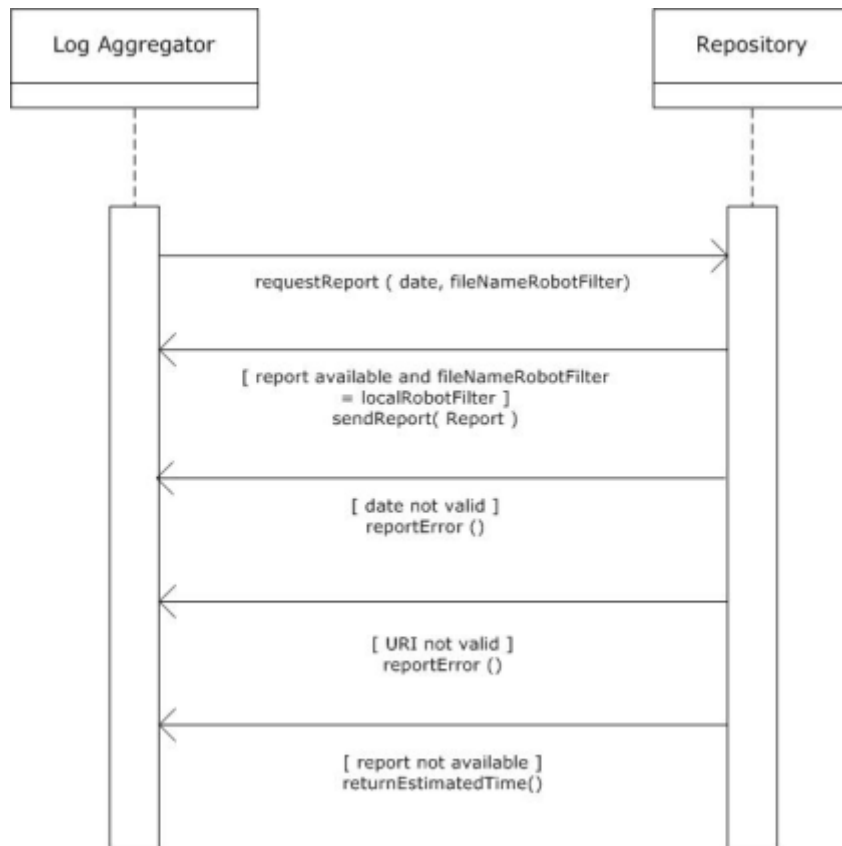 Log Aggregator
Repository
requestReport ( date, fileNameRobotFilter)
[ report available and fileNameRobotFilter
= localRobotFilter ]
sendReport( Report )
[ date not valid ]
reportError ()
[ URI not valid ]
reportError ()
[ report not available ]
returnEstimatedTime()